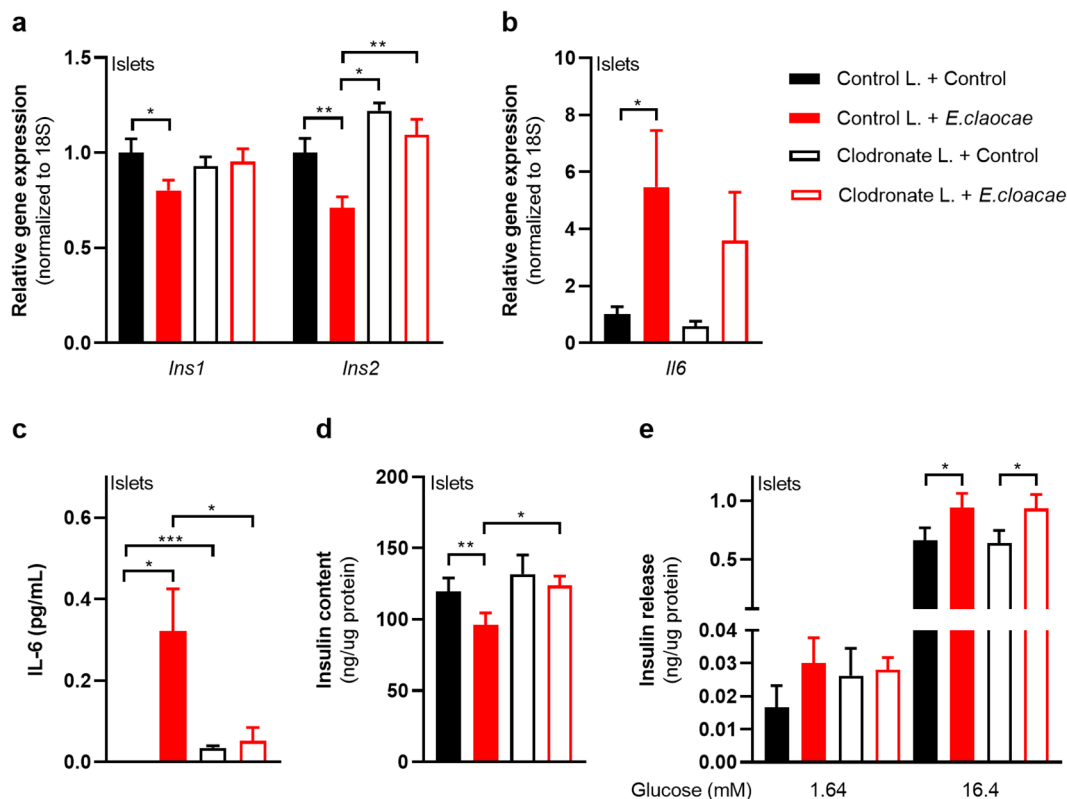 a
Islets
Relative gene expression
(normalized to 18S)
1.5
1.0
0.5
0.0
*
**
*
**
Ins1
Ins2
b
Islets
Relative gene expression
(normalized to 18S)
10
8
6
4
2
0
*
Il6
Control L. + Control
Control L. + E.claocae
Clodronate L. + Control
Clodronate L. + E.cloacae
c
Islets
IL-6 (pg/mL)
0.6
0.4
0.2
0.0
*
***
*
d
Islets
Insulin content
(ng/ug protein)
200
150
100
50
0
**
*
e
Islets
Insulin release
(ng/ug protein)
1.0
0.5
0.04
0.03
0.02
0.01
0.00
*
*
Glucose (mM)
1.64
16.4